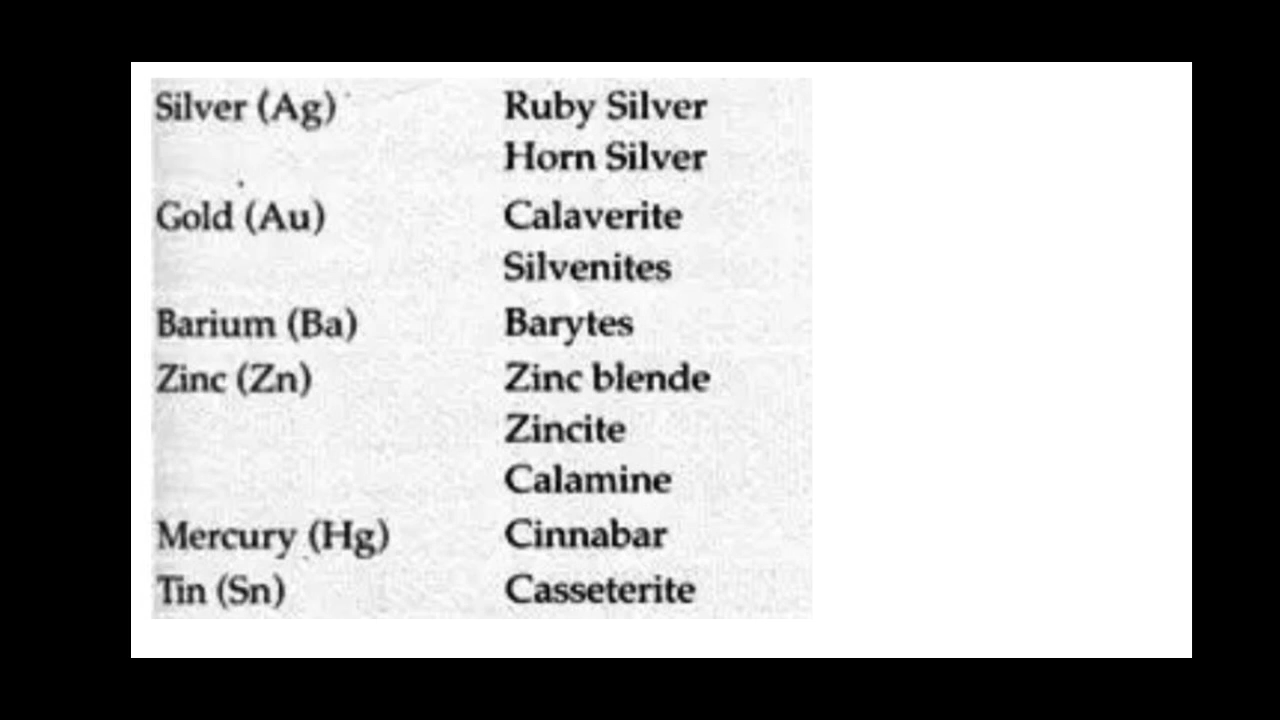 Silver (Ag) Ruby Silver
Horn Silver
Gold (Au) Calaverite
Silvenites
Barium (Ba) Barytes
Zinc (Zn) Zinc blende
Zincite
Calamine
Mercury (Hg) Cinnabar
Tin (Sn) Casseterite